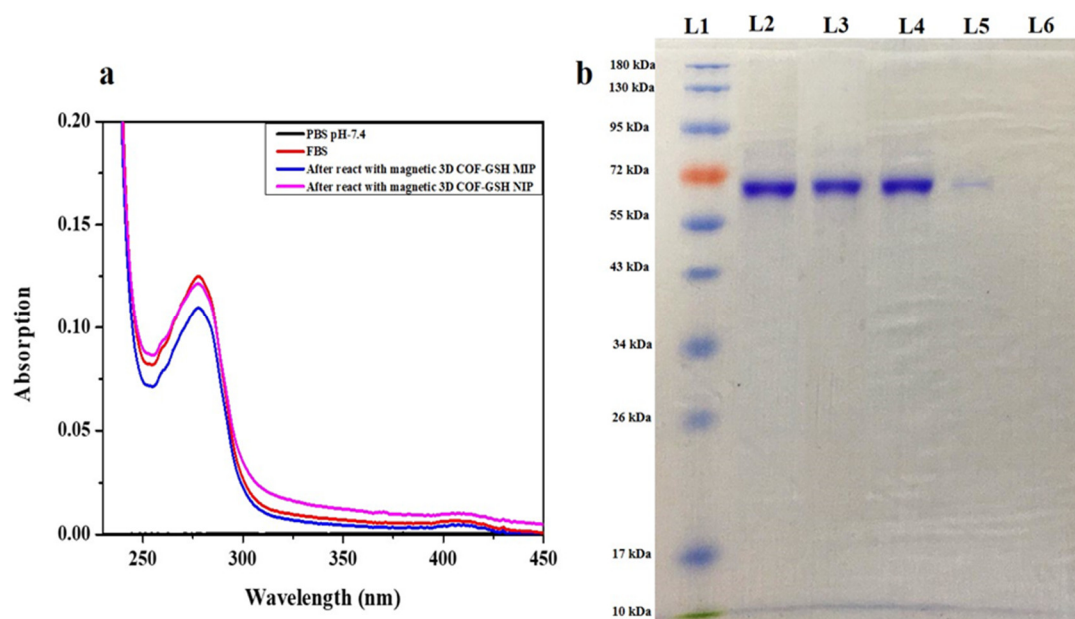 a
Absorption
0.20
0.15
0.10
0.05
0.00
PBS pH-7.4
FBS
After react with magnetic 3D COF-GSH MIP
After react with magnetic 3D COF-GSH NIP
250 300 350 400 450
Wavelength (nm)
b
L1 L2 L3 L4 L5 L6
180 kDa
130 kDa
95 kDa
72 kDa
55 kDa
43 kDa
34 kDa
26 kDa
17 kDa
10 kDa